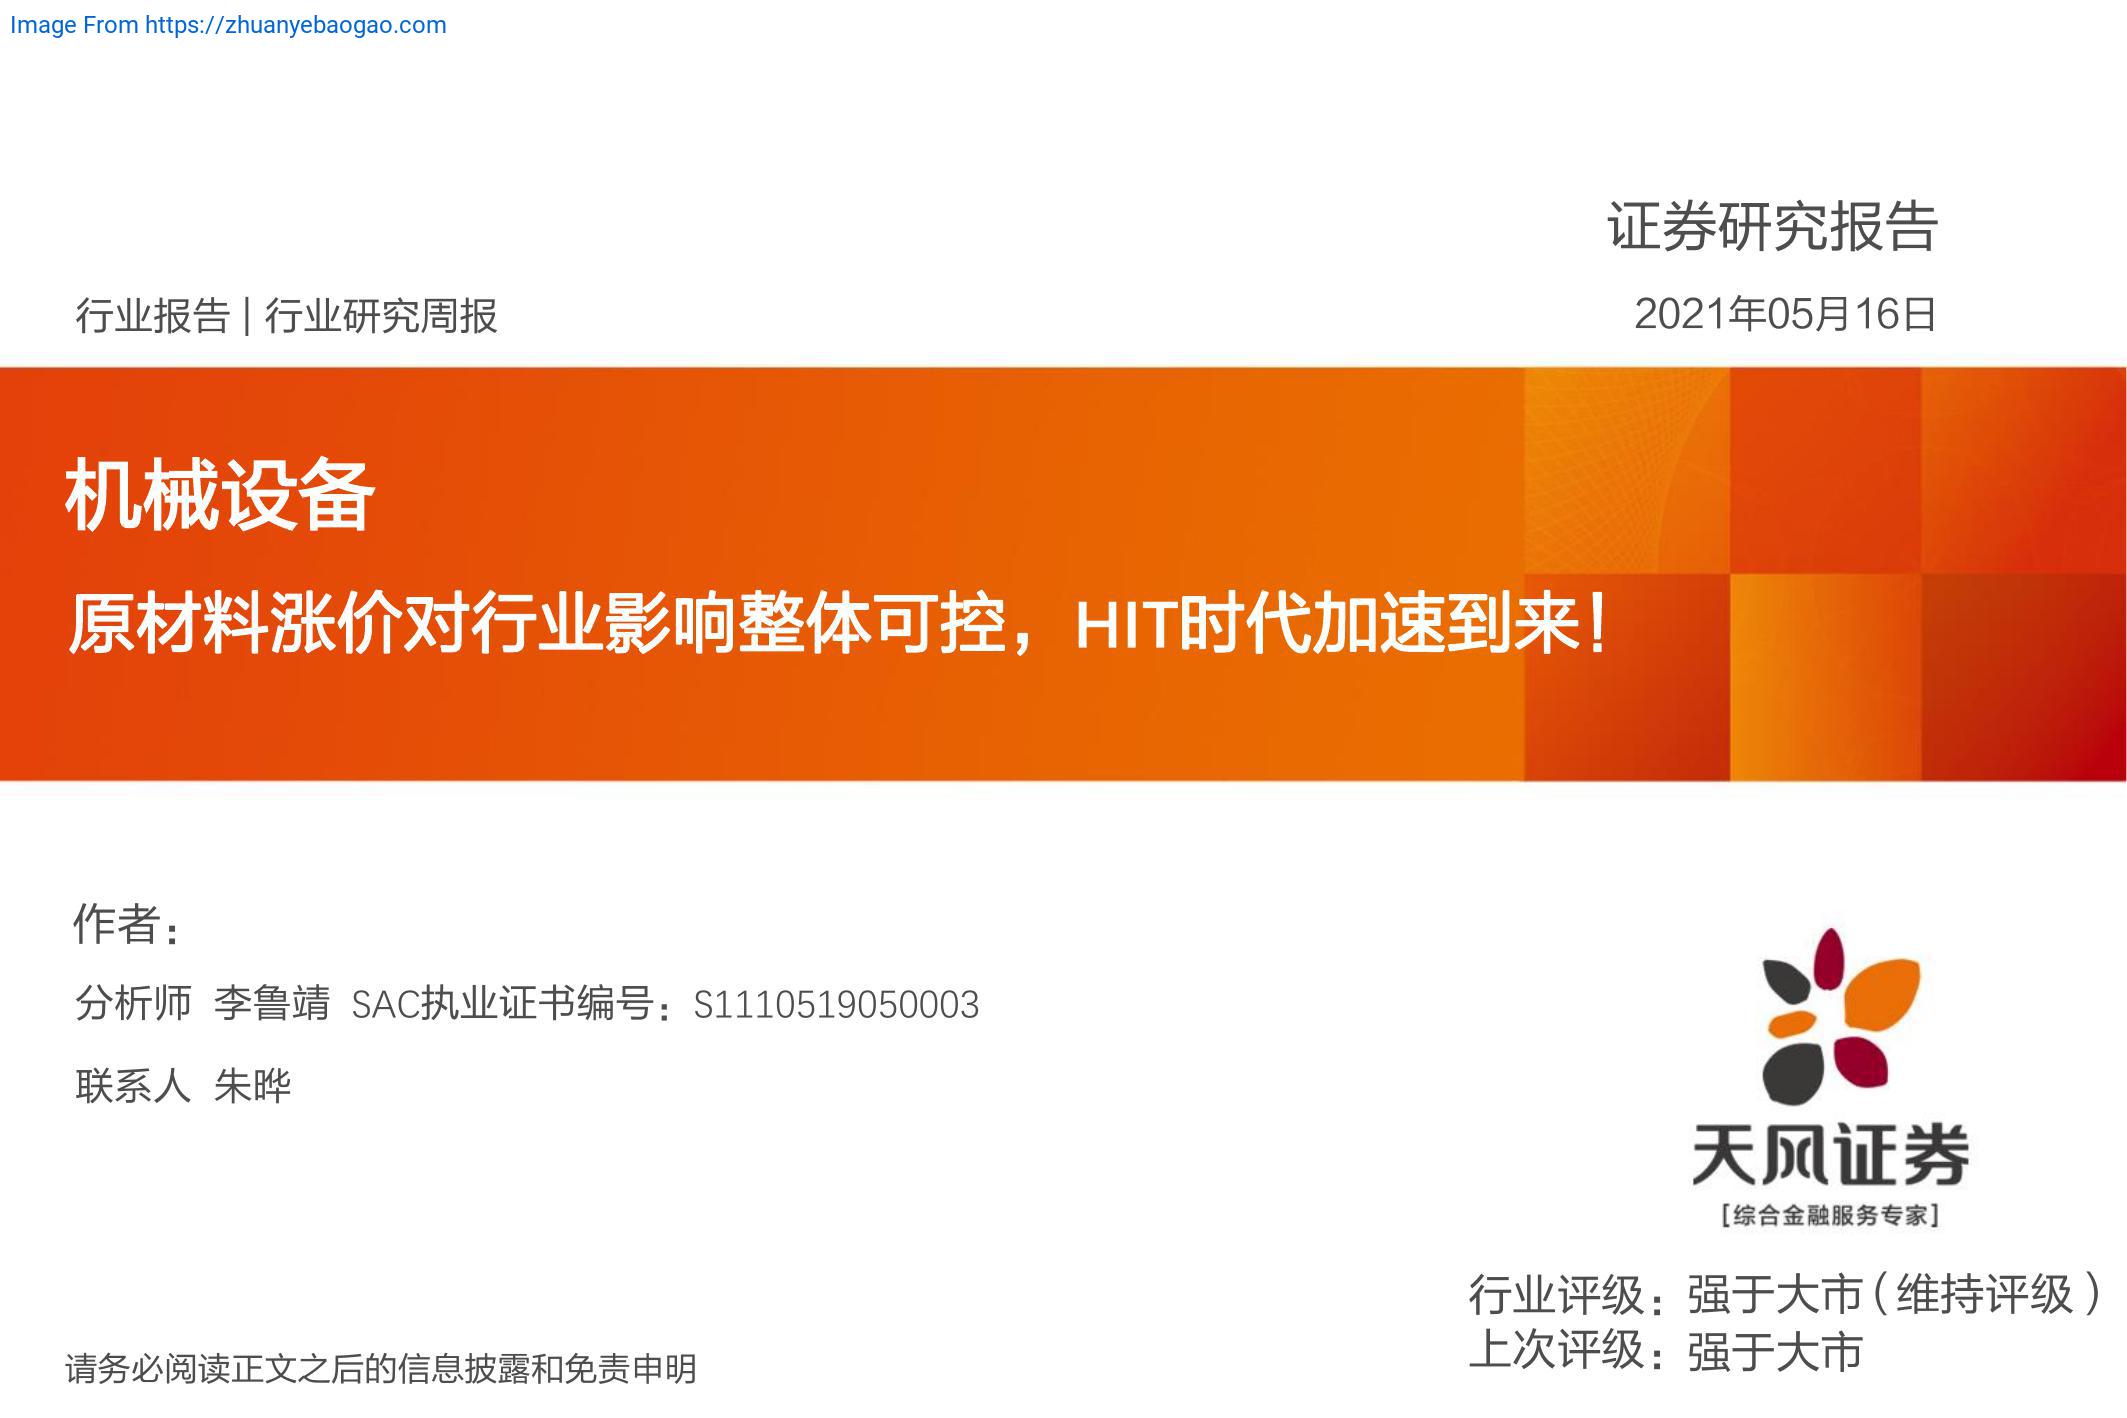 Image From https://zhuanyebaogao.com
证券研究报告
行业报告 | 行业研究周报
2021年05月16日
机械设备
原材料涨价对行业影响整体可控，HIT时代加速到来！
作者：
分析师 李鲁靖 SAC执业证书编号：S1110519050003
联系人 朱晔
天风证券
[综合金融服务专家]
行业评级：强于大市（维持评级）
上次评级：强于大市
请务必阅读正文之后的信息披露和免责申明